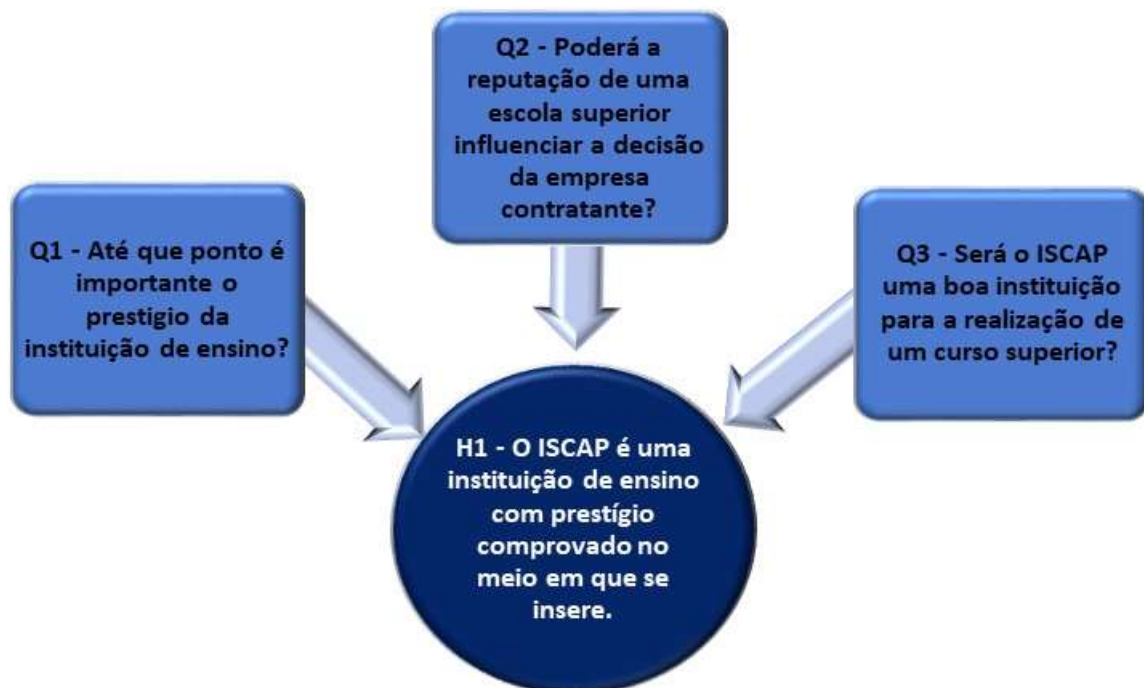 Q1 - Até que ponto é
importante o
prestigio da
instituição de ensino?
Q2 - Poderá a
reputação de uma
escola superior
influenciar a decisão
da empresa
contratante?
Q3 - Será o ISCAP
uma boa instituição
para a realização de
um curso superior?
H1 - O ISCAP é uma
instituição de ensino
com prestígio
comprovado no
meio em que se
insere.